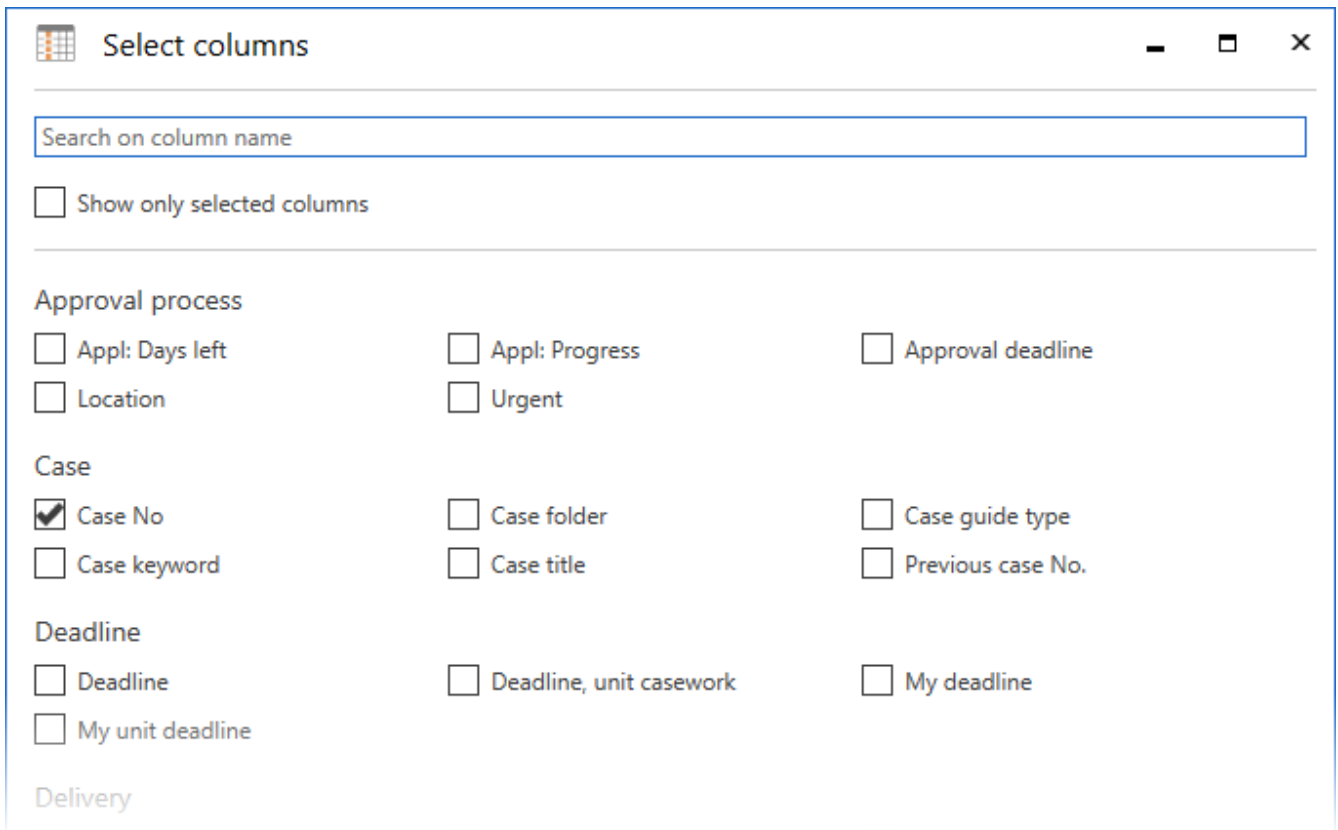 Select columns
Search on column name
Show only selected columns
Approval process
Appl: Days left Appl: Progress Approval deadline
Location Urgent
Case
Case No Case folder Case guide type
Case keyword Case title Previous case No.
Deadline
Deadline Deadline, unit casework My deadline
My unit deadline
Delivery